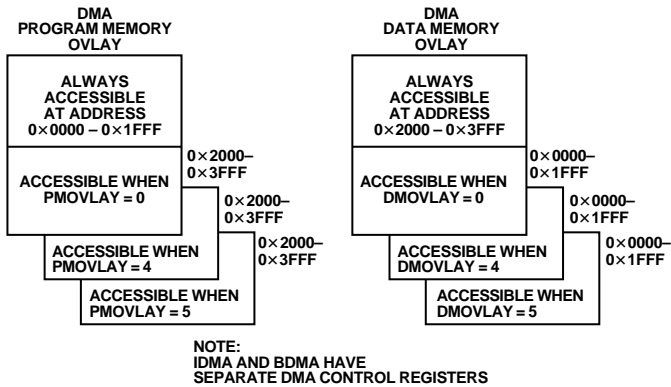 DMA
PROGRAM MEMORY
OVLAY
ALWAYS
ACCESSIBLE
AT ADDRESS
0×0000 – 0×1FFF
ACCESSIBLE WHEN
PMOVLAY = 0
0×2000–
0×3FFF
0×2000–
0×3FFF
0×2000–
0×3FFF
ACCESSIBLE WHEN
PMOVLAY = 4
ACCESSIBLE WHEN
PMOVLAY = 5
DMA
DATA MEMORY
OVLAY
ALWAYS
ACCESSIBLE
AT ADDRESS
0×2000 – 0×3FFF
ACCESSIBLE WHEN
DMOVLAY = 0
0×0000–
0×1FFF
0×0000–
0×1FFF
0×0000–
0×1FFF
ACCESSIBLE WHEN
DMOVLAY = 4
ACCESSIBLE WHEN
DMOVLAY = 5
NOTE:
IDMA AND BDMA HAVE
SEPARATE DMA CONTROL REGISTERS